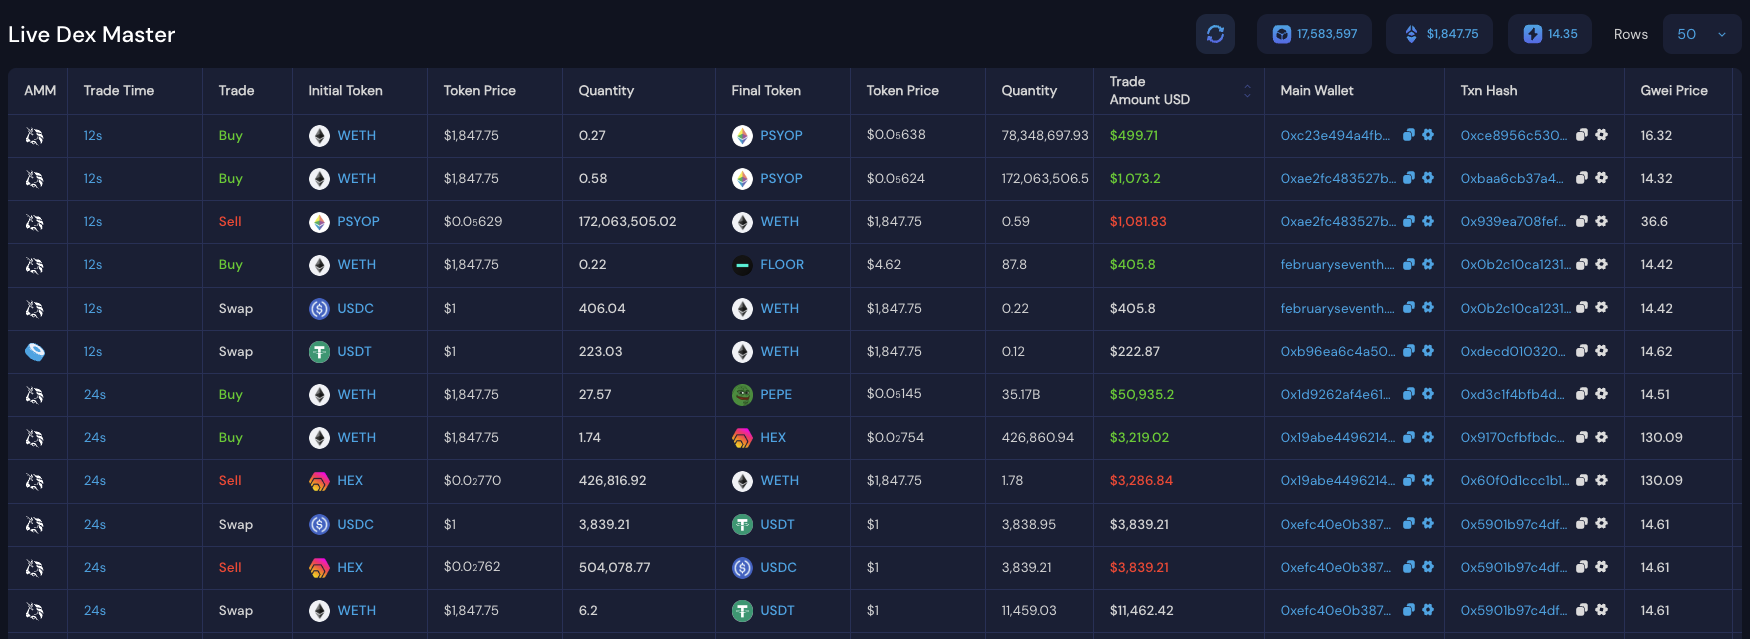 Live Dex Master 17,583,597 $1,847.75 14.35 Rows 50
AMM Trade Time Trade Initial Token Token Price Quantity Final Token Token Price Quantity Trade Amount USD Main Wallet Txn Hash Gwei Price
12s Buy WETH $1,847.75 0.27 PSYOP $0.0₅638 78,348,697.93 $499.71 0xc23e494a4fb... 0xce8956c530... 16.32
12s Buy WETH $1,847.75 0.58 PSYOP $0.0₅624 172,063,506.5 $1,073.2 0xae2fc483527b... 0xbaa6cb37a4... 14.32
12s Sell PSYOP $0.0₅629 172,063,505.02 WETH $1,847.75 0.59 $1,081.83 0xae2fc483527b... 0x939ea708fef... 36.6
12s Buy WETH $1,847.75 0.22 FLOOR $4.62 87.8 $405.8 februaryseventh.... 0x0b2c10ca1231... 14.42
12s Swap USDC $1 406.04 WETH $1,847.75 0.22 $405.8 februaryseventh.... 0x0b2c10ca1231... 14.42
12s Swap USDT $1 223.03 WETH $1,847.75 0.12 $222.87 0xb96ea6c4a50... 0xdecd010320... 14.62
24s Buy WETH $1,847.75 27.57 PEPE $0.0₅145 35.17B $50,935.2 0x1d9262af4e61... 0xd3c1f4bfb4d... 14.51
24s Buy WETH $1,847.75 1.74 HEX $0.0₂754 426,860.94 $3,219.02 0x19abe4496214... 0x9170cfbfbdc... 130.09
24s Sell HEX $0.0₂770 426,816.92 WETH $1,847.75 1.78 $3,286.84 0x19abe4496214... 0x60f0d1ccc1b1... 130.09
24s Swap USDC $1 3,839.21 USDT $1 3,838.95 $3,839.21 0xefc40e0b387... 0x5901b97c4df... 14.61
24s Sell HEX $0.0₂762 504,078.77 USDC $1 3,839.21 $3,839.21 0xefc40e0b387... 0x5901b97c4df... 14.61
24s Swap WETH $1,847.75 6.2 USDT $1 11,459.03 $11,462.42 0xefc40e0b387... 0x5901b97c4df... 14.61